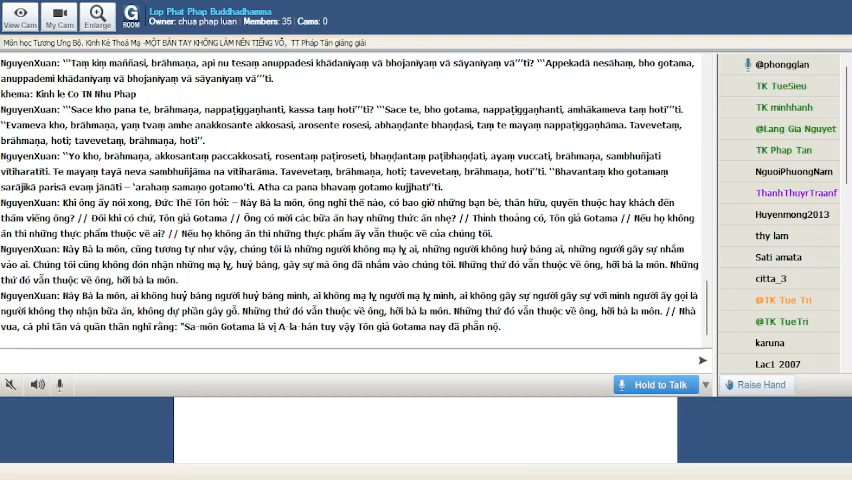 Lop Phat Phap Buddhadhamma
Owner: chua phap luan | Members: 35 | Cams: 0
View Cam
My Cam
Enlarge
G
ROOM
Môn học Tương Ưng Bộ. Kinh Kẻ Thoá Mạ -MỘT BÀN TAY KHÔNG LÀM NÊN TIẾNG VỖ, TT Pháp Tân giảng giải
NguyenXuan: ‘‘‘Taṃ kiṃ maññasi, brāhmaṇa, api nu tesaṃ anuppadesi khādanīyaṃ vā bhojanīyaṃ vā sāyanīyaṃ vā’’’ti? ‘‘‘Appekadā nesāhaṃ, bho gotama,
anuppademi khādanīyaṃ vā bhojanīyaṃ vā sāyanīyaṃ vā’’’ti.
khema: Kinh le Co TN Nhu Phap
NguyenXuan: ‘‘‘Sace kho pana te, brāhmaṇa, nappaṭiggaṇhanti, kassa taṃ hotī’’ti? ‘‘Sace te, bho gotama, nappaṭiggaṇhanti, amhākameva taṃ hotī’’ti.
‘‘Evameva kho, brāhmaṇa, yaṃ tvaṃ amhe anakkosante akkosasi, arosente rosesi, abhaṇḍante bhaṇḍasi, taṃ te mayaṃ nappaṭiggaṇhāma. Tavevetaṃ,
brāhmaṇa, hoti; tavevetaṃ, brāhmaṇa, hoti’’.
NguyenXuan: ‘‘Yo kho, brāhmaṇa, akkosantaṃ paccakkosati, rosentaṃ paṭiroseti, bhaṇḍantaṃ paṭibhaṇḍati, ayaṃ vuccati, brāhmaṇa, sambhuñjati
vītiharatīti. Te mayaṃ tayā neva sambhuñjāma na vītiharāma. Tavevetaṃ, brāhmaṇa, hoti; tavevetaṃ, brāhmaṇa, hotī’’ti. ‘‘Bhavantaṃ kho gotamaṃ
sarājikā parisā evaṃ jānāti – ‘arahaṃ samaṇo gotamo’ti. Atha ca pana bhavaṃ gotamo kujjhatī’’ti.
NguyenXuan: Khi ông ấy nói xong, Đức Thế Tôn hỏi: – Này Bà la môn, ông nghĩ thế nào, có bao giờ những bạn bè, thân hữu, quyến thuộc hay khách đến
thăm viếng ông? // Đôi khi có chứ, Tôn giả Gotama // Ông có mời các bữa ăn hay những thức ăn nhẹ? // Thỉnh thoảng có, Tôn giả Gotama // Nếu họ không
ăn thì những thực phẩm thuộc về ai? // Nếu họ không ăn thì những thực phẩm ấy vẫn thuộc về của chúng tôi.
NguyenXuan: Này Bà la môn, cũng tương tự như vậy, chúng tôi là những người không mạ lỵ ai, những người không huỷ báng ai, những người gây sự nhắm
vào ai. Chúng tôi cũng không đón nhận những mạ lỵ, huỷ báng, gây sự mà ông đã nhắm vào chúng tôi. Những thứ đó vẫn thuộc về ông, hỡi bà la môn. Những
thứ đó vẫn thuộc về ông, hỡi bà la môn.
NguyenXuan: Này Bà la môn, ai không huỷ báng người huỷ báng mình, ai không mạ lỵ người mạ lỵ mình, ai không gây sự người gây sự với mình người ấy gọi là
người không thọ nhận bữa ăn, không dự phần gây gổ. Những thứ đó vẫn thuộc về ông, hỡi bà la môn. Những thứ đó vẫn thuộc về ông, hỡi bà la môn. // Nhà
vua, cả phi tần và quần thần nghĩ rằng: "Sa-môn Gotama là vị A-la-hán tuy vậy Tôn giả Gotama nay đã phẫn nộ.
Hold to Talk
@phongglan
TK TueSieu
TK minhhanh
@Lang Gia Nguyet
TK Phap Tan
NguoiPhuongNam
ThanhThuyrTraanf
Huyenmong2013
thy lam
Sati amata
citta_3
@TK Tue Tri
@TK TueTri
karuna
Lac1 2007
Raise Hand